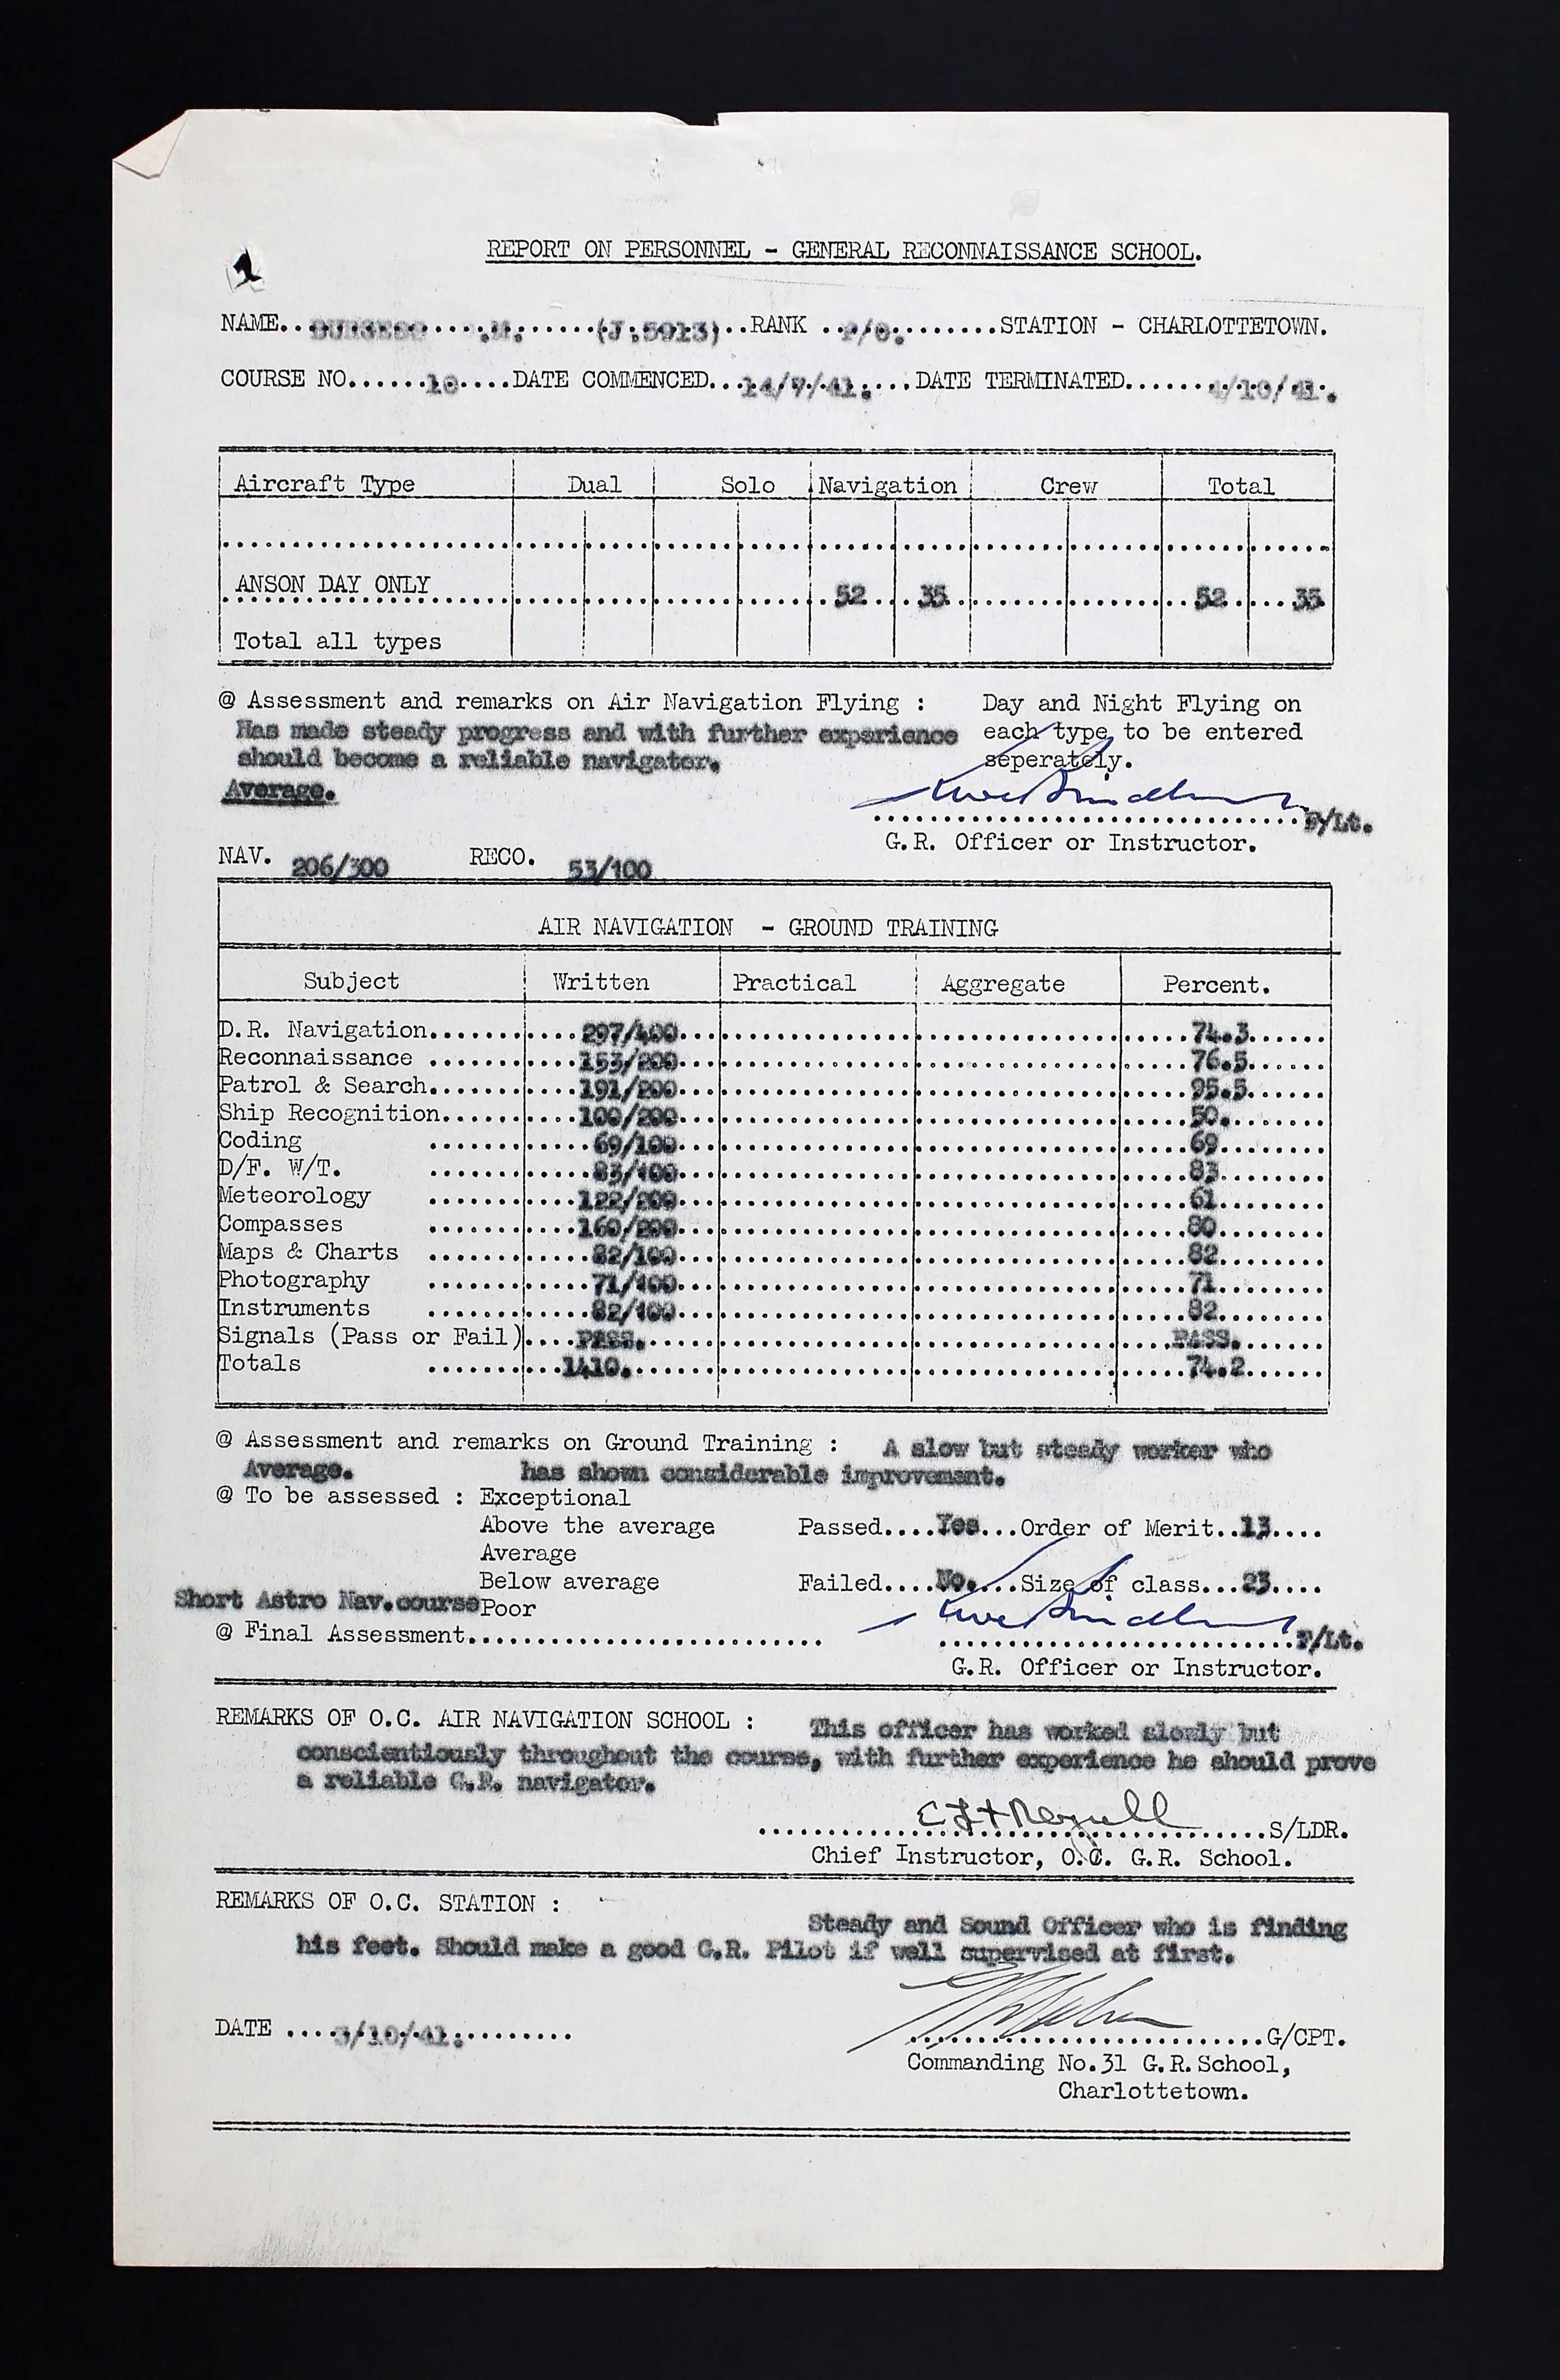 1
REPORT ON PERSONNEL - GENERAL RECONNAISSANCE SCHOOL.
NAME.. BURGESS .M. (J.5913)..RANK ..P/O........STATION - CHARLOTTETOWN.
COURSE NO......10....DATE COMMENCED...14/7/41....DATE TERMINATED.......4/10/41.
Aircraft Type Dual Solo Navigation Crew Total
ANSON DAY ONLY 52 35 52 35
Total all types
@ Assessment and remarks on Air Navigation Flying : Day and Night Flying on
Has made steady progress and with further experience each type to be entered
should become a reliable navigator. seperately.
Average.
F/Lt.
G.R. Officer or Instructor.
NAV. 206/300 RECO. 53/100
AIR NAVIGATION - GROUND TRAINING
Subject Written Practical Aggregate Percent.
D.R. Navigation 297/400 74.3
Reconnaissance 153/200 76.5
Patrol & Search 191/200 95.5
Ship Recognition 100/200 50.
Coding 69/100 69
D/F. W/T. 83/100 83
Meteorology 122/200 61
Compasses 160/200 80
Maps & Charts 82/100 82
Photography 71/100 71
Instruments 82/100 82
Signals (Pass or Fail) PASS. PASS.
Totals 1410. 74.2
@ Assessment and remarks on Ground Training : A slow but steady worker who
Average. has shown considerable improvement.
@ To be assessed : Exceptional
Above the average Passed....Yes...Order of Merit..13....
Average
Below average Failed....No....Size of class...23....
Short Astro Nav.course Poor
@ Final Assessment.......................... F/Lt.
G.R. Officer or Instructor.
REMARKS OF O.C. AIR NAVIGATION SCHOOL : This officer has worked slowly but
conscientiously throughout the course, with further experience he should prove
a reliable G.R. navigator.
S/LDR.
Chief Instructor, O.C. G.R. School.
REMARKS OF O.C. STATION :
Steady and Sound Officer who is finding
his feet. Should make a good G.R. Pilot if well supervised at first.
DATE ....3/10/41.......... G/CPT.
Commanding No.31 G.R.School,
Charlottetown.